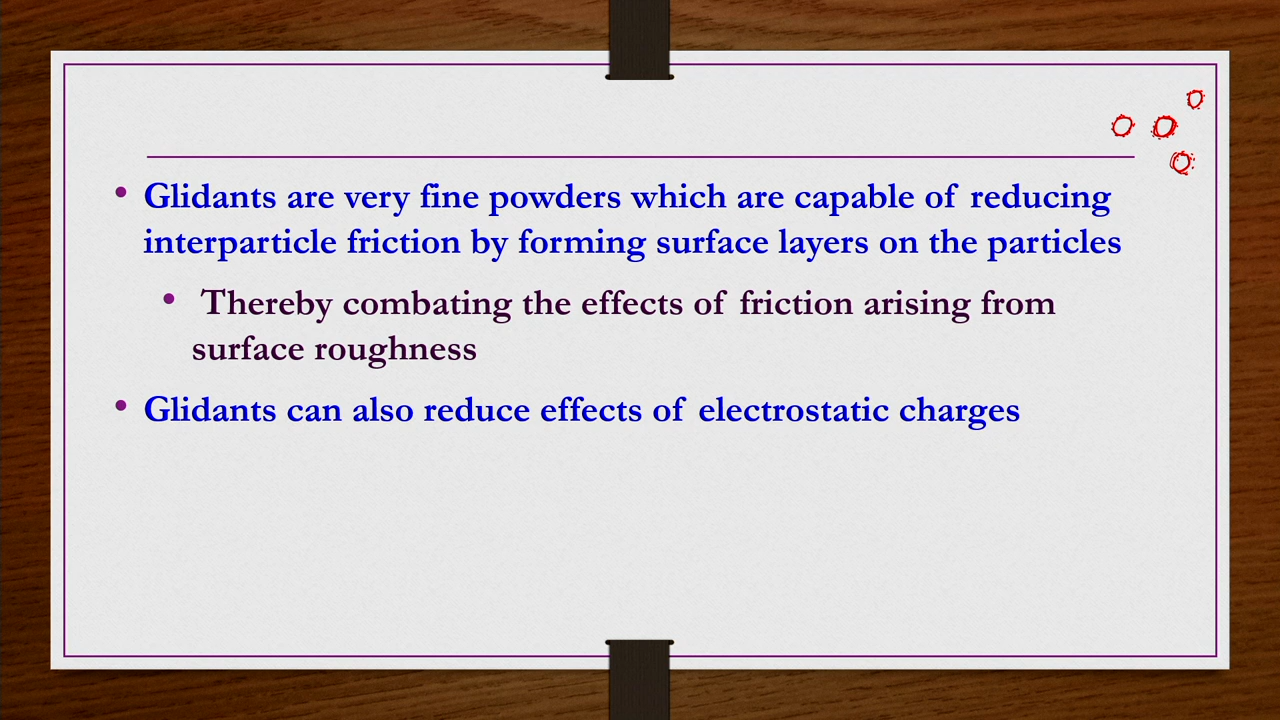 • Glidants are very fine powders which are capable of reducing
interparticle friction by forming surface layers on the particles
• Thereby combating the effects of friction arising from
surface roughness
• Glidants can also reduce effects of electrostatic charges